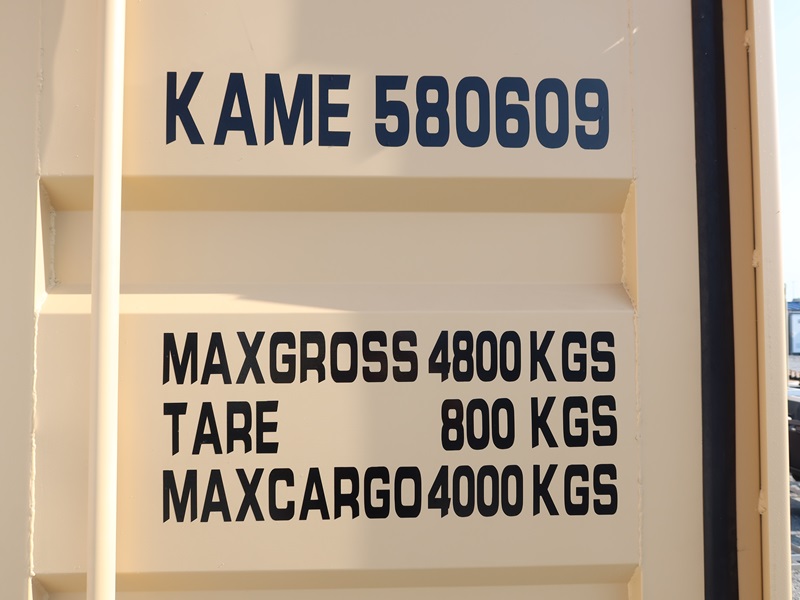 KAME 580609
MAXGROSS 4800 KGS
TARE 800 KGS
MAXCARGO 4000 KGS